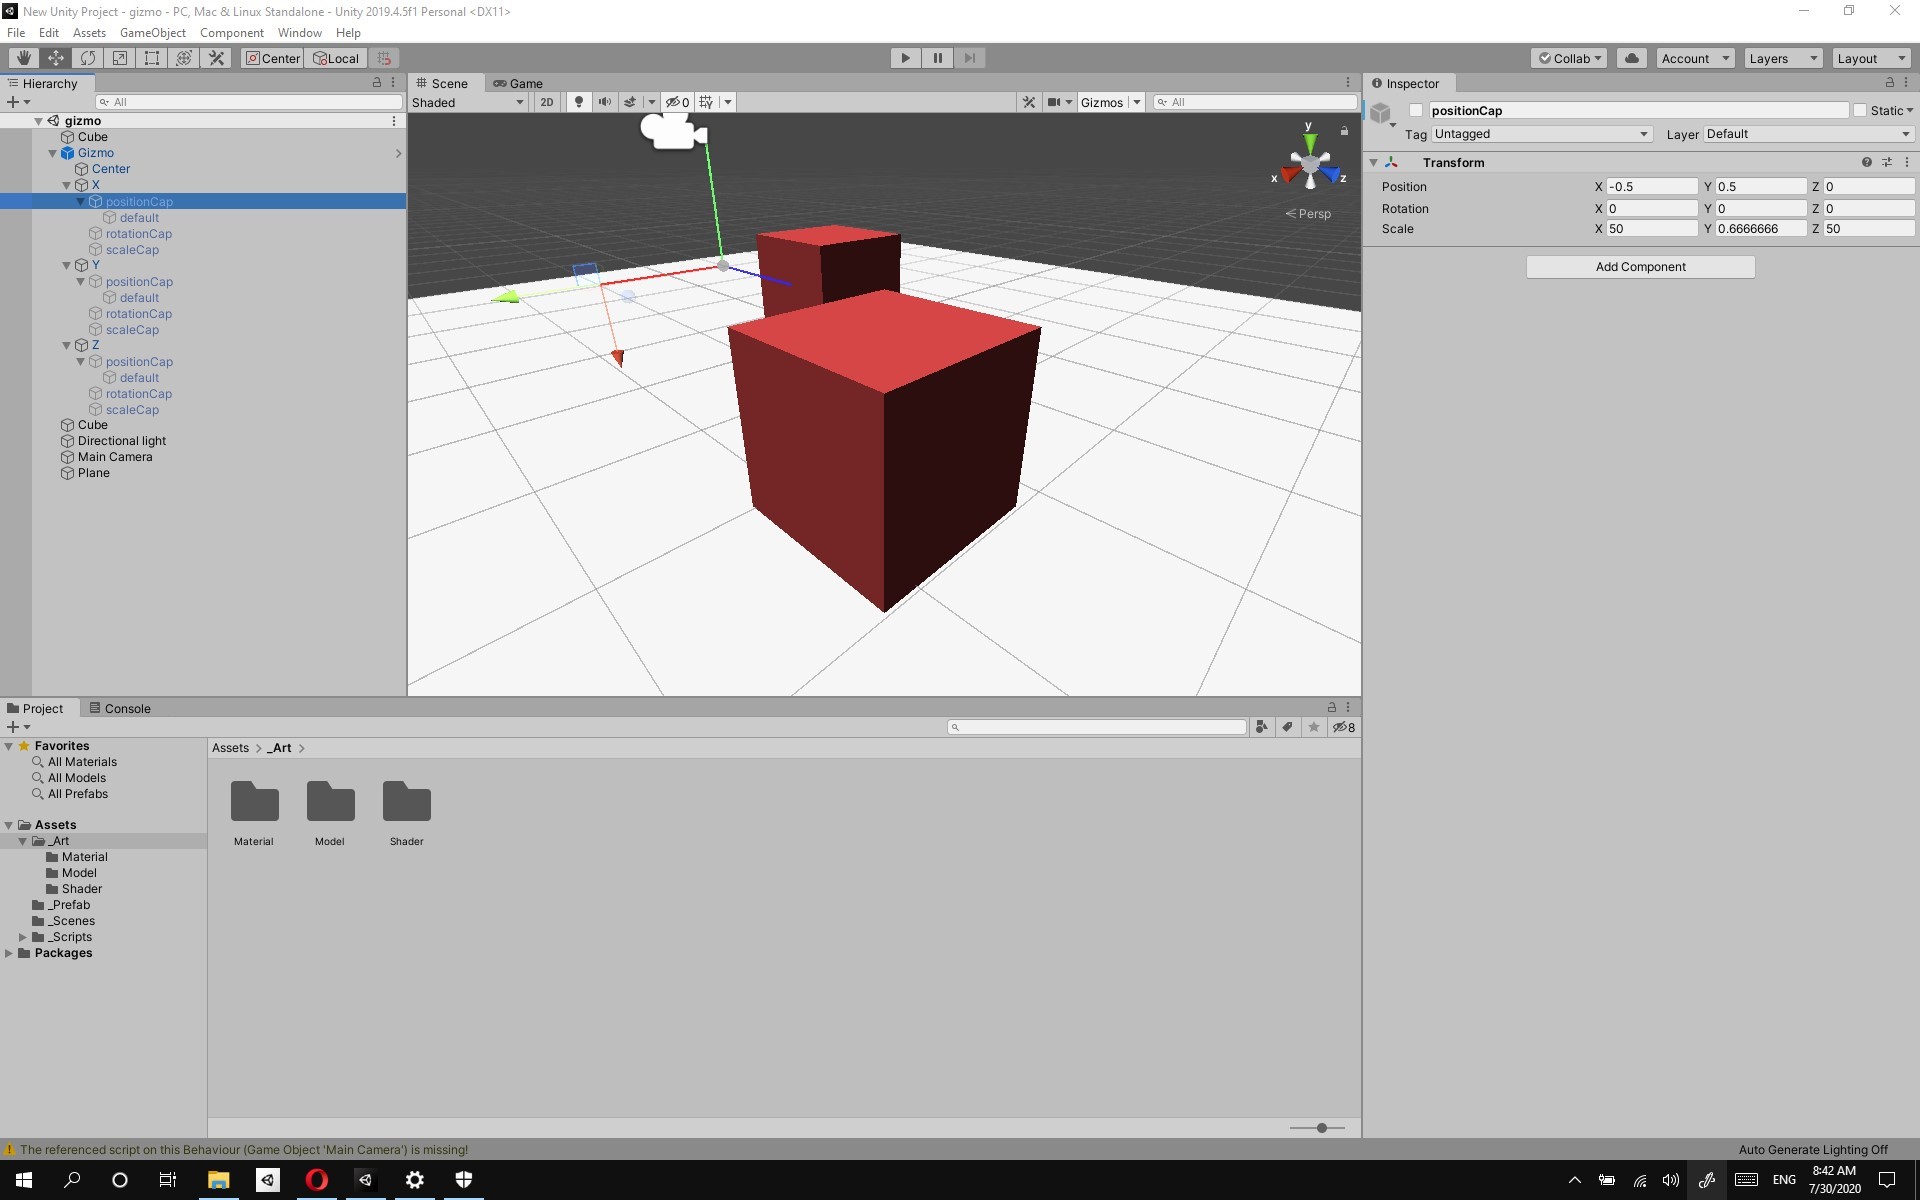 New Unity Project - gizmo - PC, Mac & Linux Standalone - Unity 2019.4.5f1 Personal <DX11>
File Edit Assets GameObject Component Window Help
Center Local Collab Account Layers Layout
Hierarchy
All
gizmo
Cube
Gizmo
Center
X
positionCap
default
rotationCap
scaleCap
Y
positionCap
default
rotationCap
scaleCap
Z
positionCap
default
rotationCap
scaleCap
Cube
Directional light
Main Camera
Plane
Scene Game
Shaded 2D 0 Gizmos All
y
x z
< Persp
Inspector
positionCap Static
Tag Untagged Layer Default
Transform
Position X -0.5 Y 0.5 Z 0
Rotation X 0 Y 0 Z 0
Scale X 50 Y 0.6666666 Z 50
Add Component
Project Console
8
Favorites
All Materials
All Models
All Prefabs
Assets
_Art
Material
Model
Shader
_Prefab
_Scenes
_Scripts
Packages
Assets > _Art >
Material Model Shader
The referenced script on this Behaviour (Game Object 'Main Camera') is missing!
Auto Generate Lighting Off
ENG
8:42 AM
7/30/2020